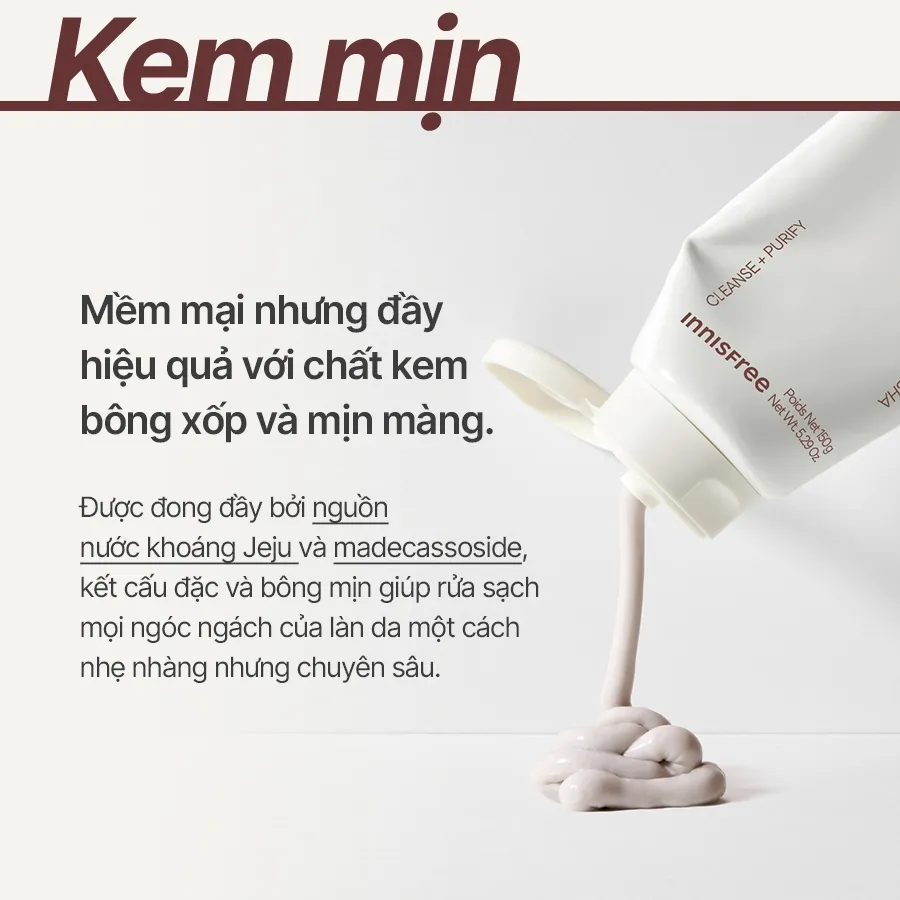 Kem mịn
Mềm mại nhưng đầy
hiệu quả với chất kem
bông xốp và mịn màng.
Được đong đầy bởi nguồn
nước khoáng Jeju và madecassoside,
kết cấu đặc và bông mịn giúp rửa sạch
mọi ngóc ngách của làn da một cách
nhẹ nhàng nhưng chuyên sâu.
CLEANSE + PURIFY
INNISFree
Poids Net 150g
Net Wt. 5.29 Oz.